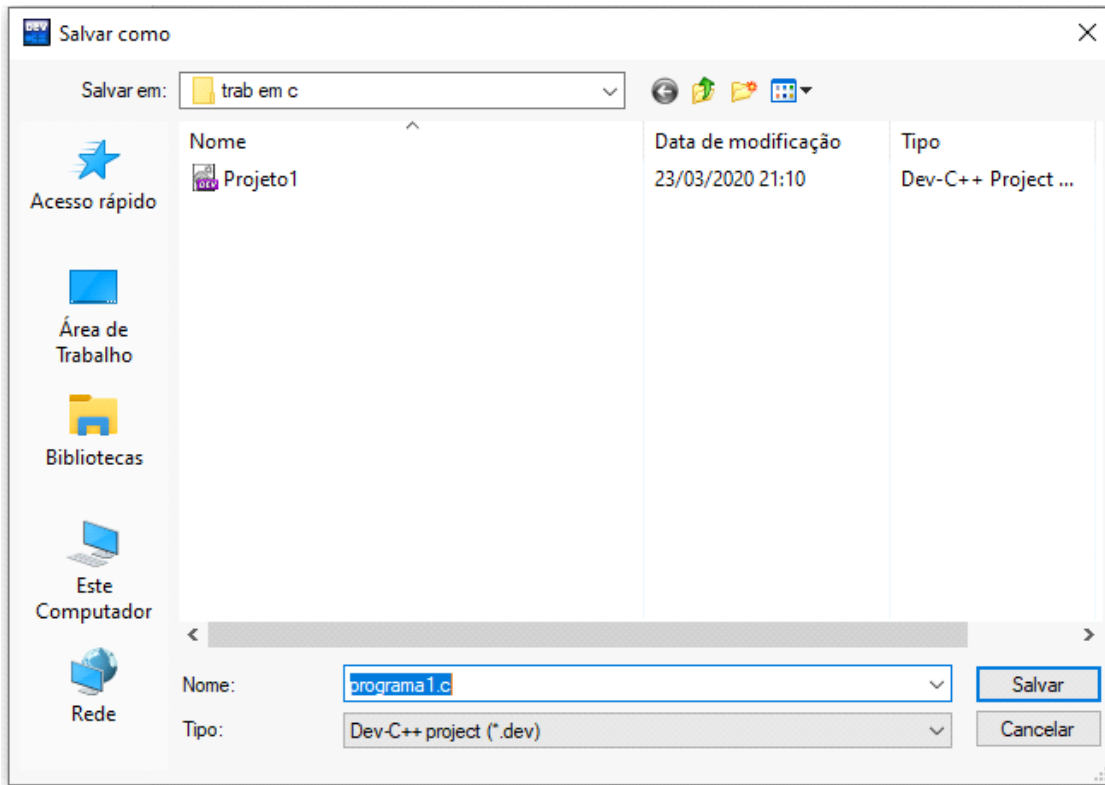 Salvar como
Salvar em:
trab em c
Nome
Data de modificação
Tipo
Projeto1
23/03/2020 21:10
Dev-C++ Project ...
Acesso rápido
Área de
Trabalho
Bibliotecas
Este
Computador
Rede
Nome:
programa1.c
Salvar
Tipo:
Dev-C++ project (*.dev)
Cancelar